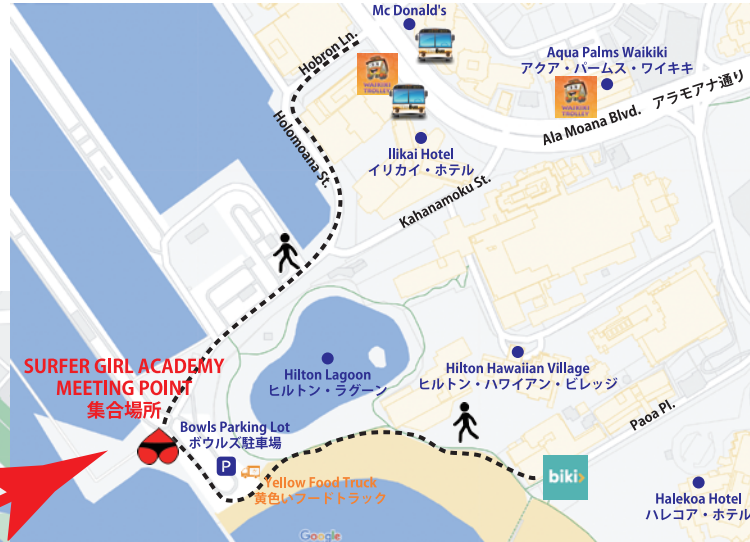 Mc Donald's
Hobron Ln.
WAIKIKI
TROLLEY
Aqua Palms Waikiki
アクア・パームス・ワイキキ
WAIKIKI
TROLLEY
Ala Moana Blvd. アラモアナ通り
Holomoana St.
Ilikai Hotel
イリカイ・ホテル
Kahanamoku St.
SURFER GIRL ACADEMY
MEETING POINT
集合場所
Hilton Lagoon
ヒルトン・ラグーン
Hilton Hawaiian Village
ヒルトン・ハワイアン・ビレッジ
Bowls Parking Lot
ボウルズ駐車場
P
Yellow Food Truck
黄色いフードトラック
Paoa Pl.
biki
Halekoa Hotel
ハレコア・ホテル
Google